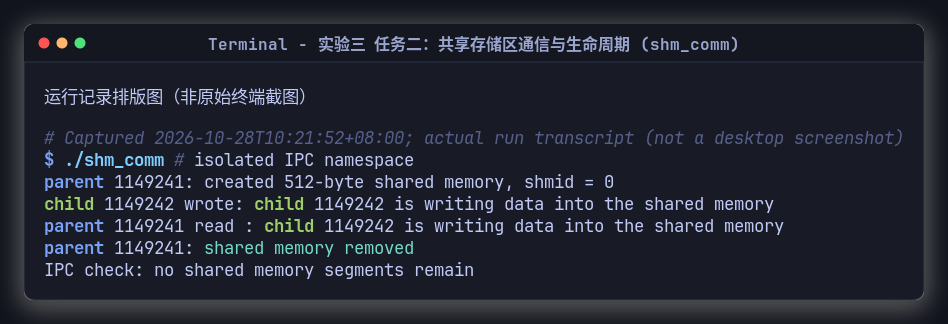 Terminal - 实验三 任务二：共享存储区通信与生命周期 (shm_comm)
运行记录排版图（非原始终端截图）
# Captured 2026-10-28T10:21:52+08:00; actual run transcript (not a desktop screenshot)
$ ./shm_comm # isolated IPC namespace
parent 1149241: created 512-byte shared memory, shmid = 0
child 1149242 wrote: child 1149242 is writing data into the shared memory
parent 1149241 read : child 1149242 is writing data into the shared memory
parent 1149241: shared memory removed
IPC check: no shared memory segments remain